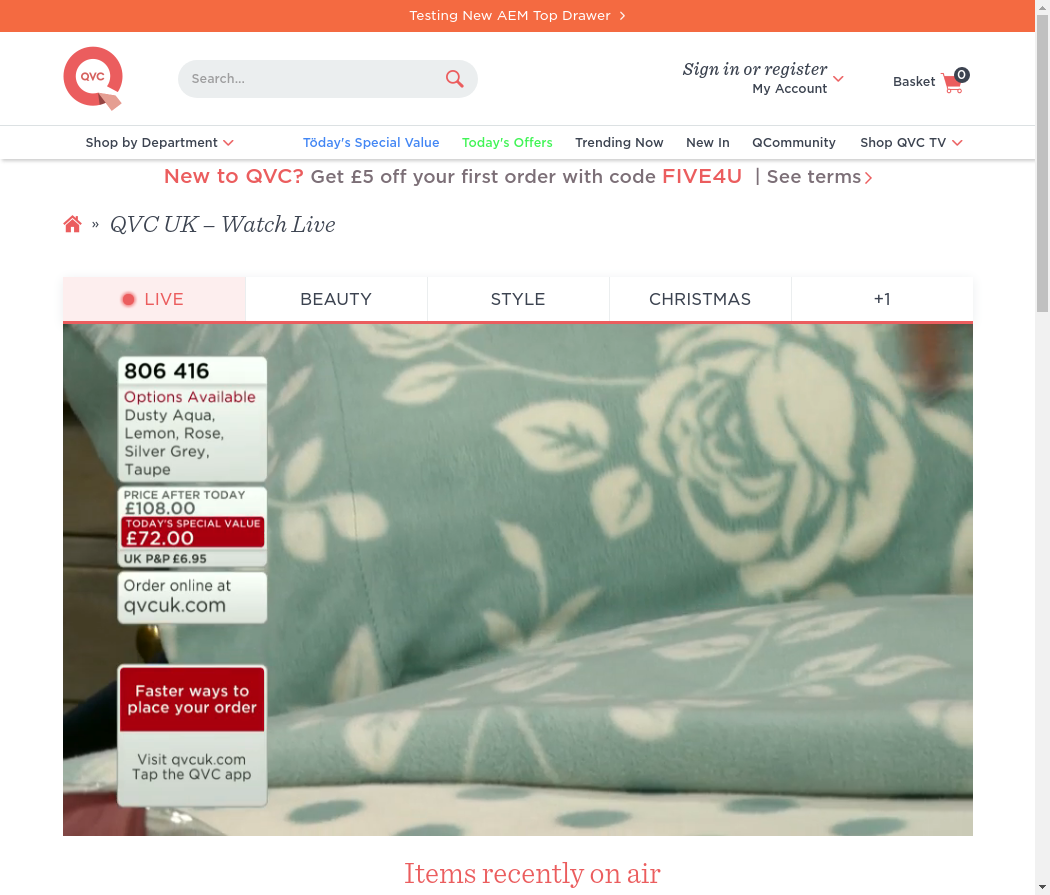 Testing New AEM Top Drawer
QVC
Search...
Sign in or register
My Account
Basket
0
Shop by Department
Töday's Special Value
Today's Offers
Trending Now
New In
QCommunity
Shop QVC TV
New to QVC? Get £5 off your first order with code FIVE4U | See terms
» QVC UK – Watch Live
LIVE
BEAUTY
STYLE
CHRISTMAS
+1
806 416
Options Available
Dusty Aqua,
Lemon, Rose,
Silver Grey,
Taupe
PRICE AFTER TODAY
£108.00
TODAY'S SPECIAL VALUE
£72.00
UK P&P £6.95
Order online at
qvcuk.com
Faster ways to
place your order
Visit qvcuk.com
Tap the QVC app
Items recently on air